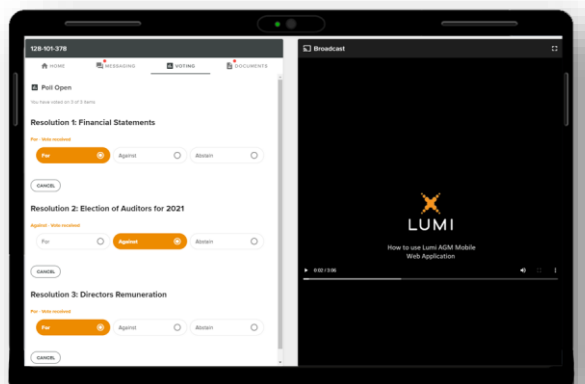 128-101-378
HOME
MESSAGING
VOTING
DOCUMENTS
Poll Open
You have voted on 3 of 5 items
Resolution 1: Financial Statements
For - Vote received
For
Against
Abstain
CANCEL
Resolution 2: Election of Auditors for 2021
Against - Vote received
For
Against
Abstain
CANCEL
Resolution 3: Directors Remuneration
For - Vote received
For
Against
Abstain
CANCEL
Broadcast
LUMI
How to use Lumi AGM Mobile
Web Application
0:02 / 3:06